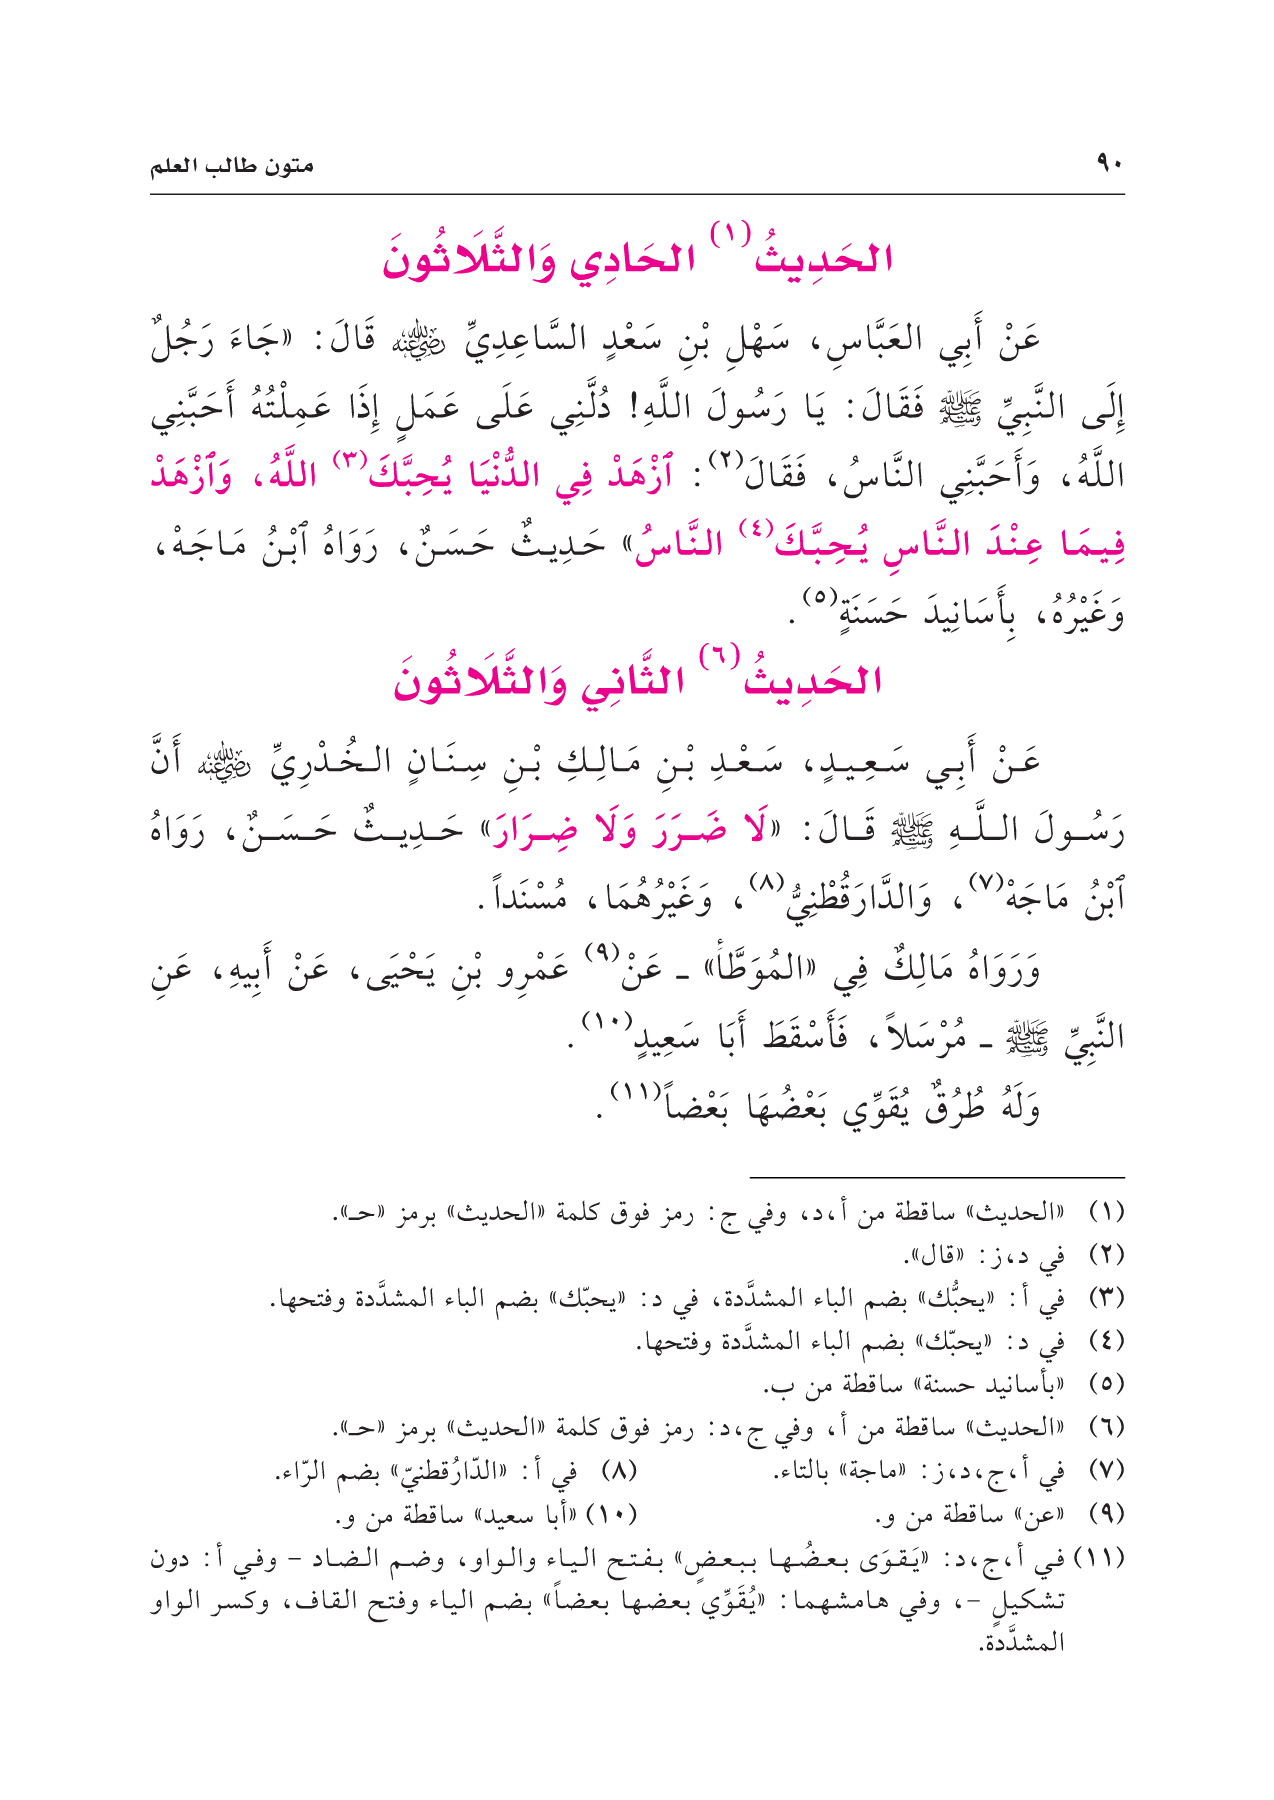 ٩٠ متون طالب العلم
الحَدِيثُ(١) الحَادِي وَالثَّلَاثُونَ
عَنْ أَبِي العَبَّاسِ، سَهْلِ بْنِ سَعْدٍ السَّاعِدِيِّ رضي الله عنه قَالَ: «جَاءَ رَجُلٌ
إِلَى النَّبِيِّ ﷺ فَقَالَ: يَا رَسُولَ اللَّهِ! دُلَّنِي عَلَى عَمَلٍ إِذَا عَمِلْتُهُ أَحَبَّنِي
اللَّهُ، وَأَحَبَّنِي النَّاسُ، فَقَالَ(٢): ٱزْهَدْ فِي الدُّنْيَا يُحِبَّكَ(٣) اللَّهُ، وَٱزْهَدْ
فِيمَا عِنْدَ النَّاسِ يُحِبَّكَ(٤) النَّاسُ» حَدِيثٌ حَسَنٌ، رَوَاهُ ٱبْنُ مَاجَهْ،
وَغَيْرُهُ، بِأَسَانِيدَ حَسَنَةٍ(٥).
الحَدِيثُ(٦) الثَّانِي وَالثَّلَاثُونَ
عَنْ أَبِي سَعِيدٍ، سَعْدِ بْنِ مَالِكِ بْنِ سِنَانٍ الخُدْرِيِّ رضي الله عنه أَنَّ
رَسُولَ اللَّهِ ﷺ قَالَ: «لَا ضَرَرَ وَلَا ضِرَارَ» حَدِيثٌ حَسَنٌ، رَوَاهُ
ٱبْنُ مَاجَهْ(٧)، وَالدَّارَقُطْنِيُّ(٨)، وَغَيْرُهُمَا، مُسْنَداً.
وَرَوَاهُ مَالِكٌ فِي «المُوَطَّأ» ـ عَنْ(٩) عَمْرِو بْنِ يَحْيَى، عَنْ أَبِيهِ، عَنِ
النَّبِيِّ ﷺ ـ مُرْسَلاً، فَأَسْقَطَ أَبَا سَعِيدٍ(١٠).
وَلَهُ طُرُقٌ يُقَوِّي بَعْضُهَا بَعْضاً(١١).
(١) «الحديث» ساقطة من أ،د، وفي ج: رمز فوق كلمة «الحديث» برمز «حـ».
(٢) في د،ز: «قال».
(٣) في أ: «يحبُّك» بضم الباء المشدَّدة، في د: «يحبّك» بضم الباء المشدَّدة وفتحها.
(٤) في د: «يحبّك» بضم الباء المشدَّدة وفتحها.
(٥) «بأسانيد حسنة» ساقطة من ب.
(٦) «الحديث» ساقطة من أ، وفي ج،د: رمز فوق كلمة «الحديث» برمز «حـ».
(٧) في أ،ج،د،ز: «ماجة» بالتاء. (٨) في أ: «الدّارُقطنيّ» بضم الرّاء.
(٩) «عن» ساقطة من و. (١٠) «أبا سعيد» ساقطة من و.
(١١) في أ،ج،د: «يَقوَى بعضُها ببعضٍ» بفتح الياء والواو، وضم الضاد – وفي أ: دون
تشكيلٍ –، وفي هامشهما: «يُقَوِّي بعضها بعضاً» بضم الياء وفتح القاف، وكسر الواو
المشدَّدة.